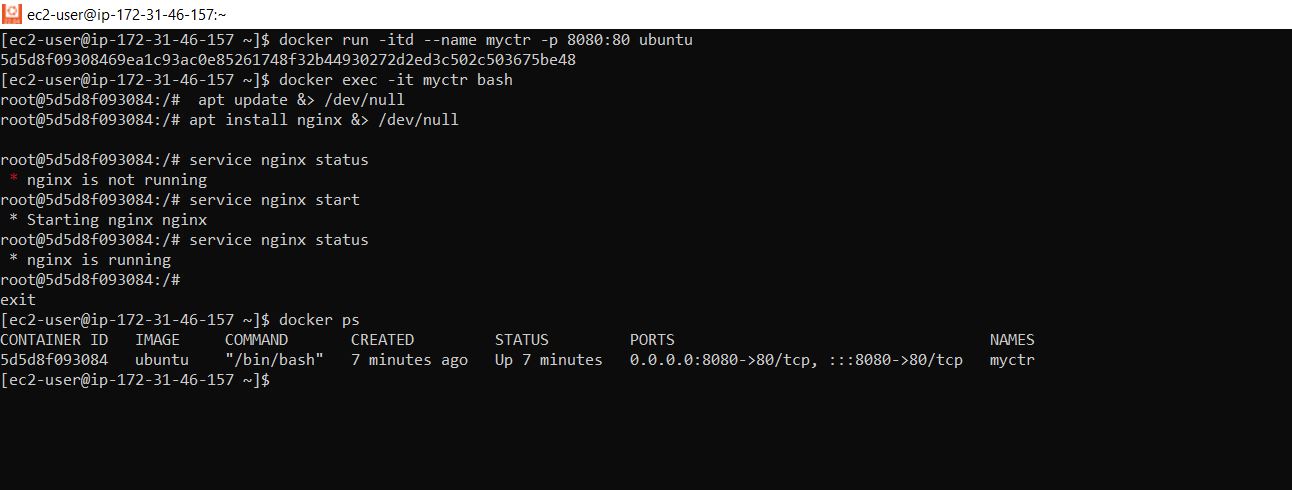 ec2-user@ip-172-31-46-157:~
[ec2-user@ip-172-31-46-157 ~]$ docker run -itd --name myctr -p 8080:80 ubuntu
5d5d8f09308469ea1c93ac0e85261748f32b44930272d2ed3c502c503675be48
[ec2-user@ip-172-31-46-157 ~]$ docker exec -it myctr bash
root@5d5d8f093084:/#  apt update &> /dev/null
root@5d5d8f093084:/# apt install nginx &> /dev/null
root@5d5d8f093084:/# service nginx status
 * nginx is not running
root@5d5d8f093084:/# service nginx start
 * Starting nginx nginx
root@5d5d8f093084:/# service nginx status
 * nginx is running
root@5d5d8f093084:/#
exit
[ec2-user@ip-172-31-46-157 ~]$ docker ps
CONTAINER ID   IMAGE     COMMAND       CREATED         STATUS         PORTS                                   NAMES
5d5d8f093084   ubuntu    "/bin/bash"   7 minutes ago   Up 7 minutes   0.0.0.0:8080->80/tcp, :::8080->80/tcp   myctr
[ec2-user@ip-172-31-46-157 ~]$